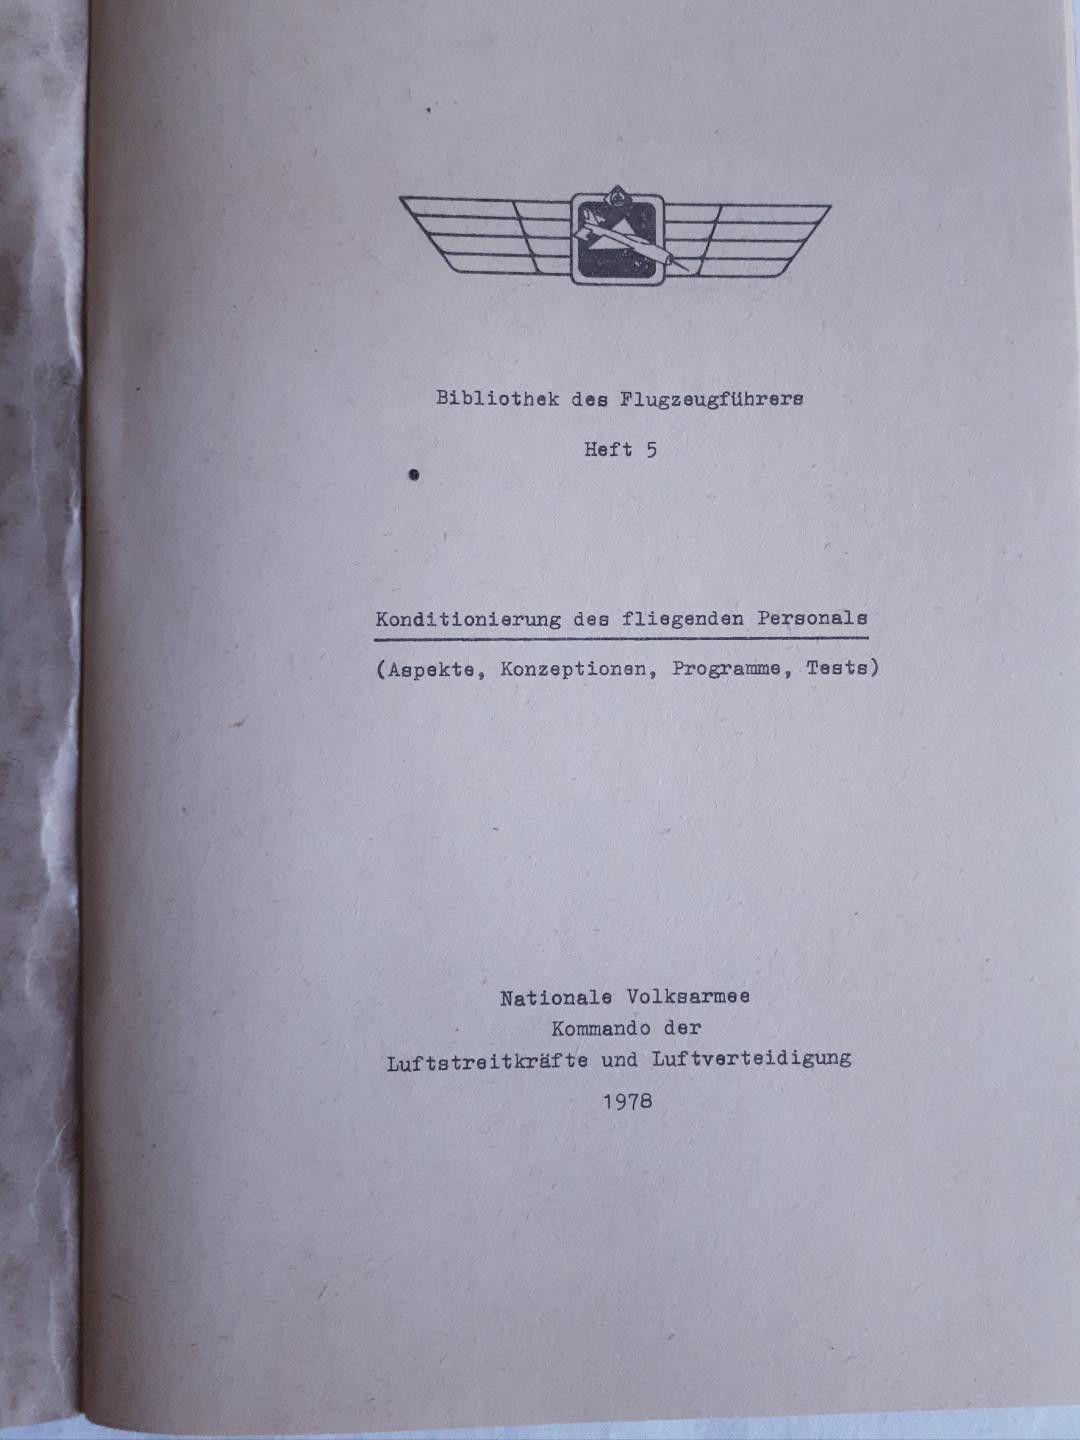 Bibliothek des Flugzeugführers
Heft 5
Konditionierung des fliegenden Personals
(Aspekte, Konzeptionen, Programme, Tests)
Nationale Volksarmee
Kommando der
Luftstreitkräfte und Luftverteidigung
1978